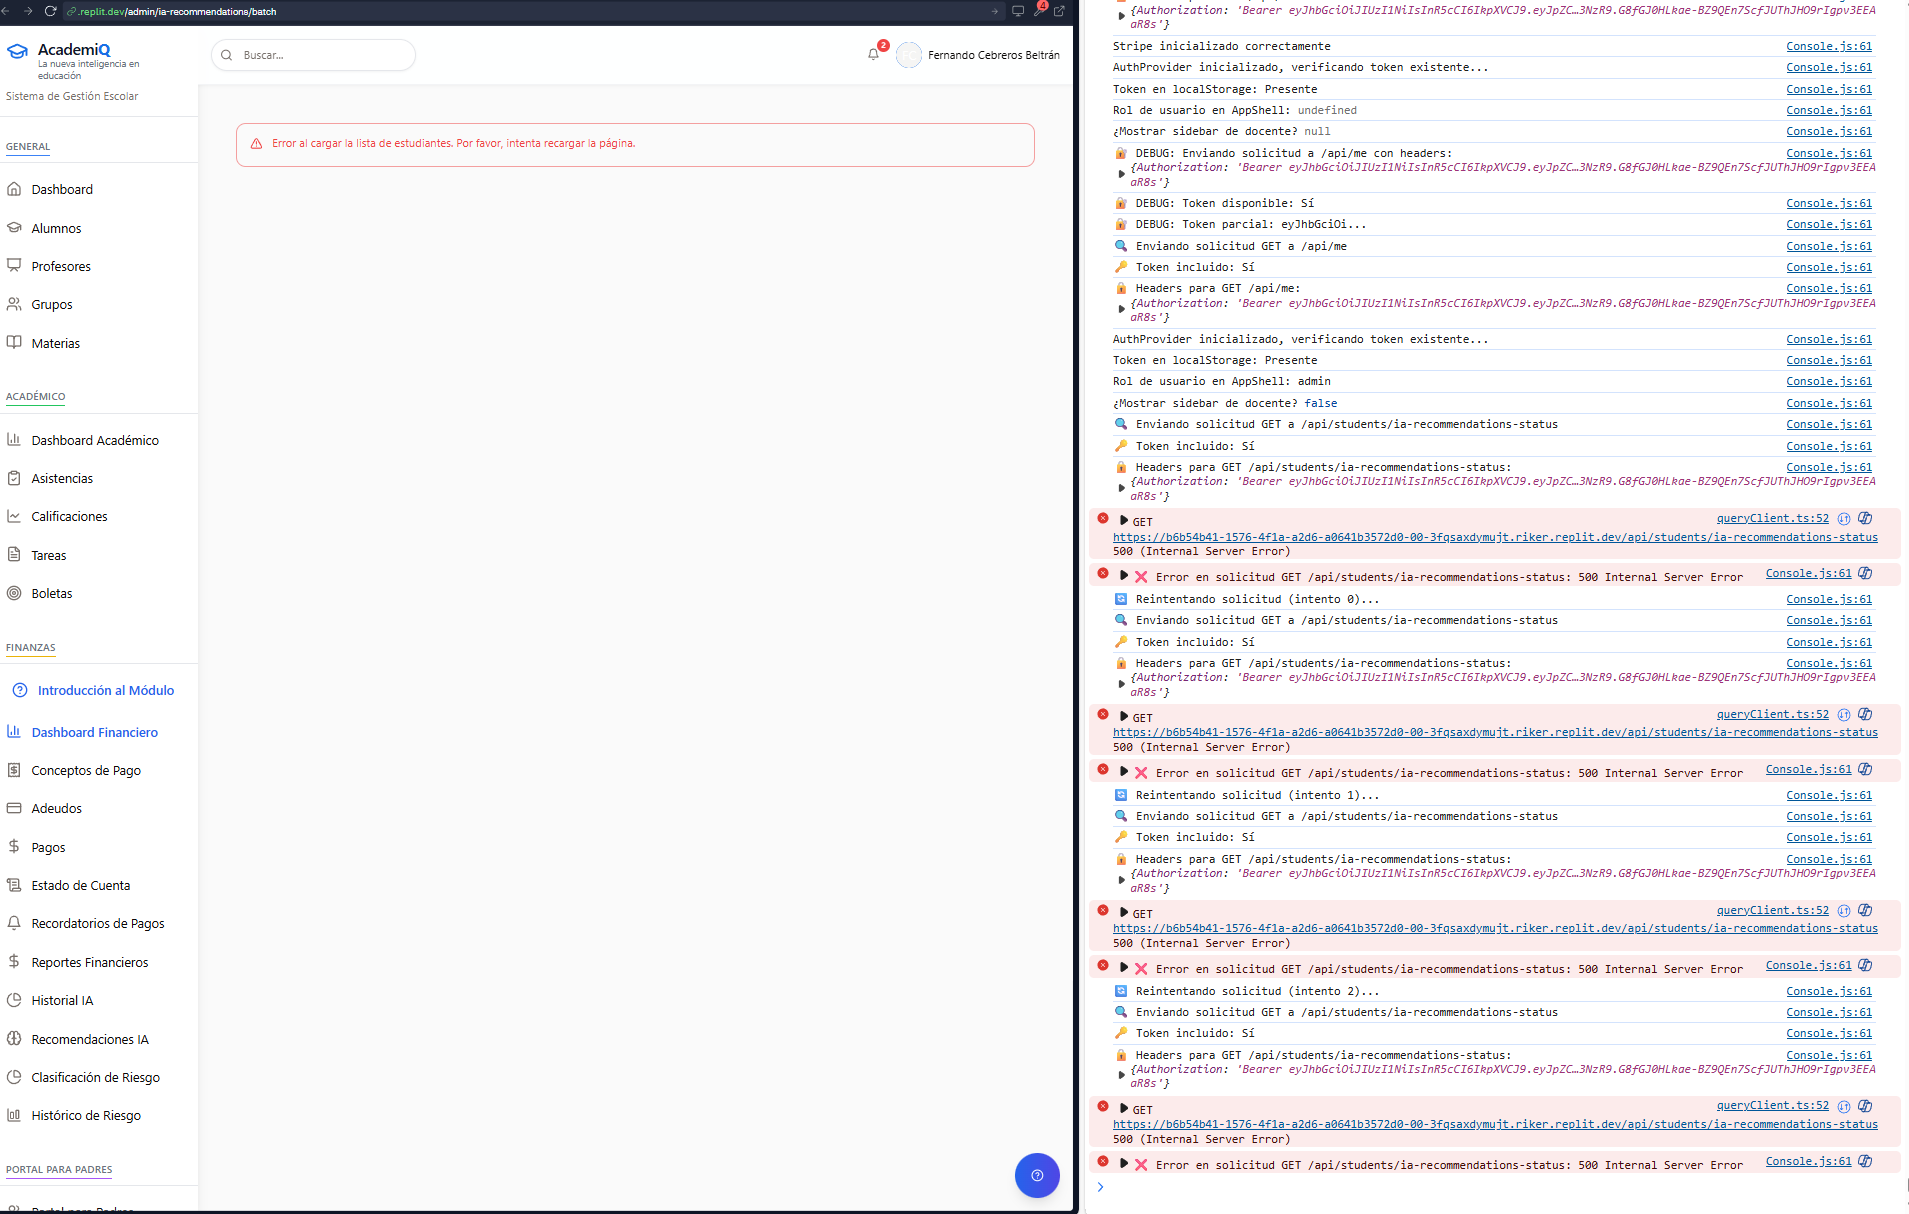 .replit.dev/admin/ia-recommendations/batch
4
AcademiQ
La nueva inteligencia en
educación
Sistema de Gestión Escolar
Buscar...
2
Fernando Cebreros Beltrán
Error al cargar la lista de estudiantes. Por favor, intenta recargar la página.
GENERAL
Dashboard
Alumnos
Profesores
Grupos
Materias
ACADÉMICO
Dashboard Académico
Asistencias
Calificaciones
Tareas
Boletas
FINANZAS
Introducción al Módulo
Dashboard Financiero
Conceptos de Pago
Adeudos
Pagos
Estado de Cuenta
Recordatorios de Pagos
Reportes Financieros
Historial IA
Recomendaciones IA
Clasificación de Riesgo
Histórico de Riesgo
PORTAL PARA PADRES
Portal para Padres
{Authorization: 'Bearer eyJhbGciOiJIUzI1NiIsInR5cCI6IkpXVCJ9.eyJpZC…3NzR9.G8fGJ0HLkae-BZ9QEn7ScfJUThJHO9rIgpv3EEA
aR8s'}
Stripe inicializado correctamente Console.js:61
AuthProvider inicializado, verificando token existente... Console.js:61
Token en localStorage: Presente Console.js:61
Rol de usuario en AppShell: undefined Console.js:61
¿Mostrar sidebar de docente? null Console.js:61
DEBUG: Enviando solicitud a /api/me con headers: Console.js:61
{Authorization: 'Bearer eyJhbGciOiJIUzI1NiIsInR5cCI6IkpXVCJ9.eyJpZC…3NzR9.G8fGJ0HLkae-BZ9QEn7ScfJUThJHO9rIgpv3EEA
aR8s'}
DEBUG: Token disponible: Sí Console.js:61
DEBUG: Token parcial: eyJhbGciOi... Console.js:61
Enviando solicitud GET a /api/me Console.js:61
Token incluido: Sí Console.js:61
Headers para GET /api/me: Console.js:61
{Authorization: 'Bearer eyJhbGciOiJIUzI1NiIsInR5cCI6IkpXVCJ9.eyJpZC…3NzR9.G8fGJ0HLkae-BZ9QEn7ScfJUThJHO9rIgpv3EEA
aR8s'}
AuthProvider inicializado, verificando token existente... Console.js:61
Token en localStorage: Presente Console.js:61
Rol de usuario en AppShell: admin Console.js:61
¿Mostrar sidebar de docente? false Console.js:61
Enviando solicitud GET a /api/students/ia-recommendations-status Console.js:61
Token incluido: Sí Console.js:61
Headers para GET /api/students/ia-recommendations-status: Console.js:61
{Authorization: 'Bearer eyJhbGciOiJIUzI1NiIsInR5cCI6IkpXVCJ9.eyJpZC…3NzR9.G8fGJ0HLkae-BZ9QEn7ScfJUThJHO9rIgpv3EEA
aR8s'}
GET queryClient.ts:52
https://b6b54b41-1576-4f1a-a2d6-a0641b3572d0-00-3fqsaxdymujt.riker.replit.dev/api/students/ia-recommendations-status
500 (Internal Server Error)
Error en solicitud GET /api/students/ia-recommendations-status: 500 Internal Server Error Console.js:61
Reintentando solicitud (intento 0)... Console.js:61
Enviando solicitud GET a /api/students/ia-recommendations-status Console.js:61
Token incluido: Sí Console.js:61
Headers para GET /api/students/ia-recommendations-status: Console.js:61
{Authorization: 'Bearer eyJhbGciOiJIUzI1NiIsInR5cCI6IkpXVCJ9.eyJpZC…3NzR9.G8fGJ0HLkae-BZ9QEn7ScfJUThJHO9rIgpv3EEA
aR8s'}
GET queryClient.ts:52
https://b6b54b41-1576-4f1a-a2d6-a0641b3572d0-00-3fqsaxdymujt.riker.replit.dev/api/students/ia-recommendations-status
500 (Internal Server Error)
Error en solicitud GET /api/students/ia-recommendations-status: 500 Internal Server Error Console.js:61
Reintentando solicitud (intento 1)... Console.js:61
Enviando solicitud GET a /api/students/ia-recommendations-status Console.js:61
Token incluido: Sí Console.js:61
Headers para GET /api/students/ia-recommendations-status: Console.js:61
{Authorization: 'Bearer eyJhbGciOiJIUzI1NiIsInR5cCI6IkpXVCJ9.eyJpZC…3NzR9.G8fGJ0HLkae-BZ9QEn7ScfJUThJHO9rIgpv3EEA
aR8s'}
GET queryClient.ts:52
https://b6b54b41-1576-4f1a-a2d6-a0641b3572d0-00-3fqsaxdymujt.riker.replit.dev/api/students/ia-recommendations-status
500 (Internal Server Error)
Error en solicitud GET /api/students/ia-recommendations-status: 500 Internal Server Error Console.js:61
Reintentando solicitud (intento 2)... Console.js:61
Enviando solicitud GET a /api/students/ia-recommendations-status Console.js:61
Token incluido: Sí Console.js:61
Headers para GET /api/students/ia-recommendations-status: Console.js:61
{Authorization: 'Bearer eyJhbGciOiJIUzI1NiIsInR5cCI6IkpXVCJ9.eyJpZC…3NzR9.G8fGJ0HLkae-BZ9QEn7ScfJUThJHO9rIgpv3EEA
aR8s'}
GET queryClient.ts:52
https://b6b54b41-1576-4f1a-a2d6-a0641b3572d0-00-3fqsaxdymujt.riker.replit.dev/api/students/ia-recommendations-status
500 (Internal Server Error)
Error en solicitud GET /api/students/ia-recommendations-status: 500 Internal Server Error Console.js:61